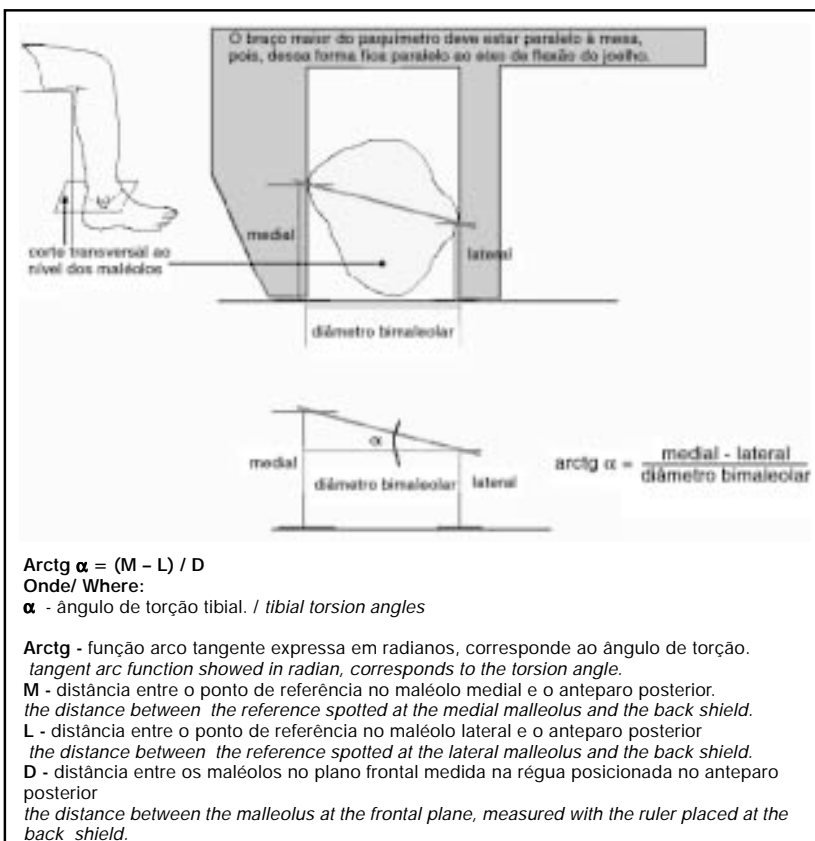 O braço maior do paquímetro deve estar paralelo à mesa,
pois, dessa forma fica paralelo ao eixo de flexão do joelho.
medial
lateral
corte transversal ao
nível dos maléolos
diâmetro bimaleolar
α
medial
diâmetro bimaleolar
lateral
arctg α = medial - lateral
diâmetro bimaleolar
Arctg α = (M – L) / D
Onde/ Where:
α - ângulo de torção tibial. / tibial torsion angles
Arctg - função arco tangente expressa em radianos, corresponde ao ângulo de torção.
tangent arc function showed in radian, corresponds to the torsion angle.
M - distância entre o ponto de referência no maléolo medial e o anteparo posterior.
the distance between the reference spotted at the medial malleolus and the back shield.
L - distância entre o ponto de referência no maléolo lateral e o anteparo posterior
the distance between the reference spotted at the lateral malleolus and the back shield.
D - distância entre os maléolos no plano frontal medida na régua posicionada no anteparo
posterior
the distance between the malleolus at the frontal plane, measured with the ruler placed at the
back shield.